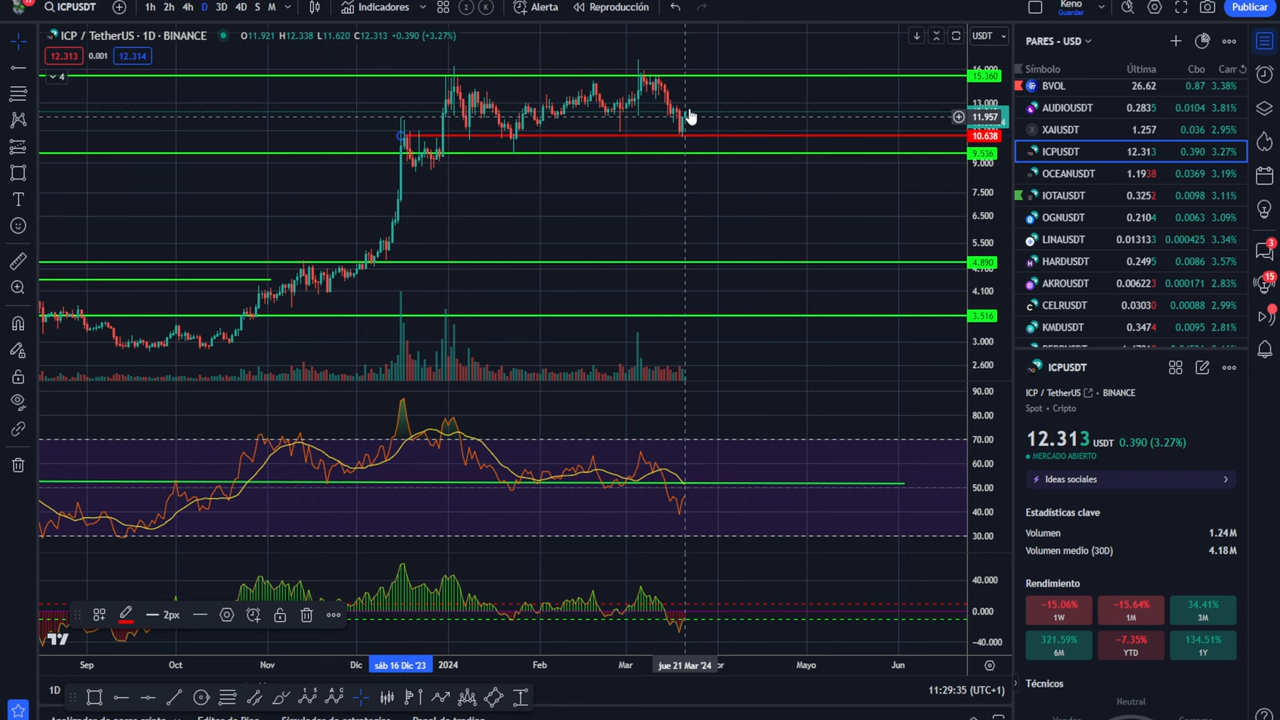 11
ICPUSDT
1h 2h 4h D 3D 4D S M
Indicadores
2 K
Alerta
Reproducción
Keno
Guardar
Publicar
ICP / TetherUS · 1D · BINANCE O11.921 H12.338 L11.620 C12.313 +0.390 (+3.27%)
USDT
12.313 0.001 12.314
4
16.000
15.360
13.000
11.957
10.638
9.536
9.000
7.500
6.500
5.500
4.890
4.100
3.516
3.000
2.600
90.00
80.00
70.00
60.00
50.00
40.00
30.00
40.000
0.000
−40.000
2px
Sep Oct Nov Dic sáb 16 Dic '23 2024 Feb Mar jue 21 Mar '24 Mayo Jun
1D
11:29:35 (UTC+1)
PARES - USD
Símbolo Última Cbo
BVOL 26.62 0.87 3.38%
AUDIOUSDT 0.2835 0.0104 3.81%
XAIUSDT 1.257 0.036 2.95%
ICPUSDT 12.313 0.390 3.27%
OCEANUSDT 1.1938 0.0369 3.19%
IOTAUSDT 0.3252 0.0098 3.11%
OGNUSDT 0.2104 0.0063 3.09%
LINAUSDT 0.013133 0.000425 3.34%
HARDUSDT 0.2495 0.0086 3.57%
AKROUSDT 0.006223 0.000171 2.83%
CELRUSDT 0.03030 0.00088 2.99%
KMDUSDT 0.3474 0.0095 2.81%
3
15
ICPUSDT
ICP / TetherUS BINANCE
Spot • Cripto
12.313 USDT 0.390 (3.27%)
MERCADO ABIERTO
Ideas sociales
Estadísticas clave
Volumen 1.24 M
Volumen medio (30D) 4.18 M
Rendimiento
−15.06% −15.64% 34.41%
1W 1M 3M
321.59% −7.35% 134.51%
6M YTD 1Y
Técnicos
Neutral